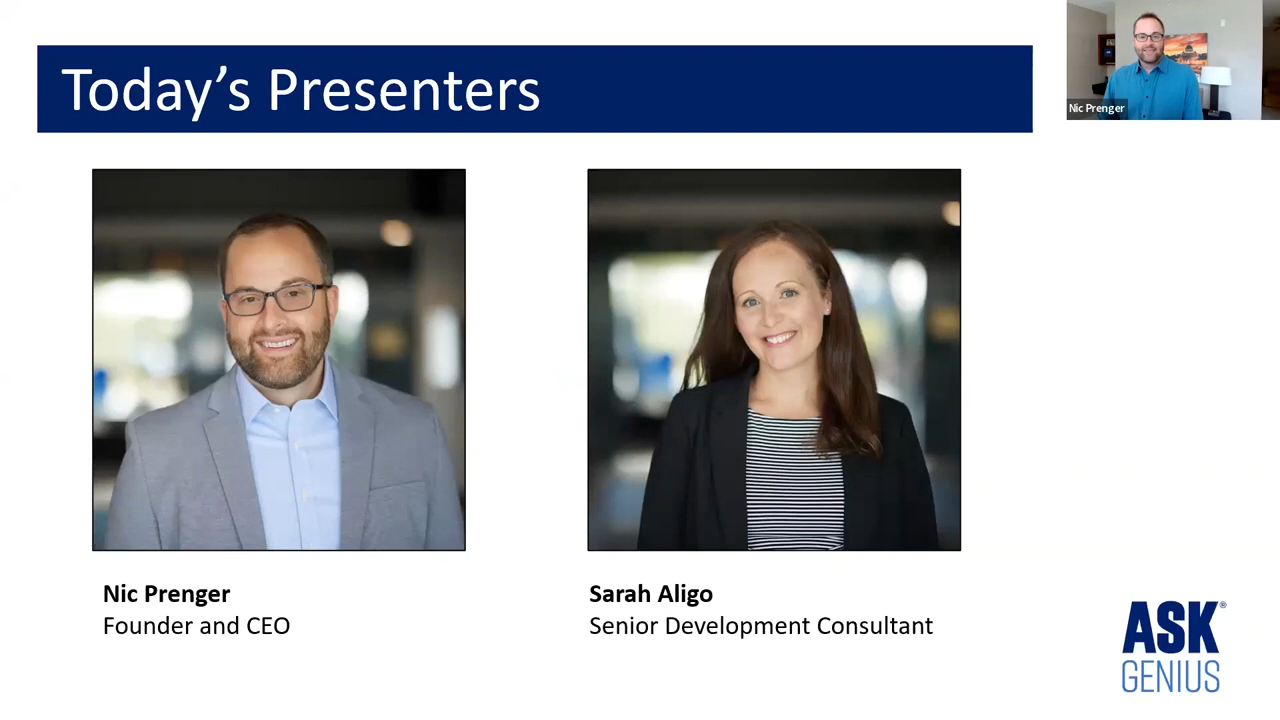 Today's Presenters
Nic Prenger
Nic Prenger
Founder and CEO
Sarah Aligo
Senior Development Consultant
ASK®
GENIUS